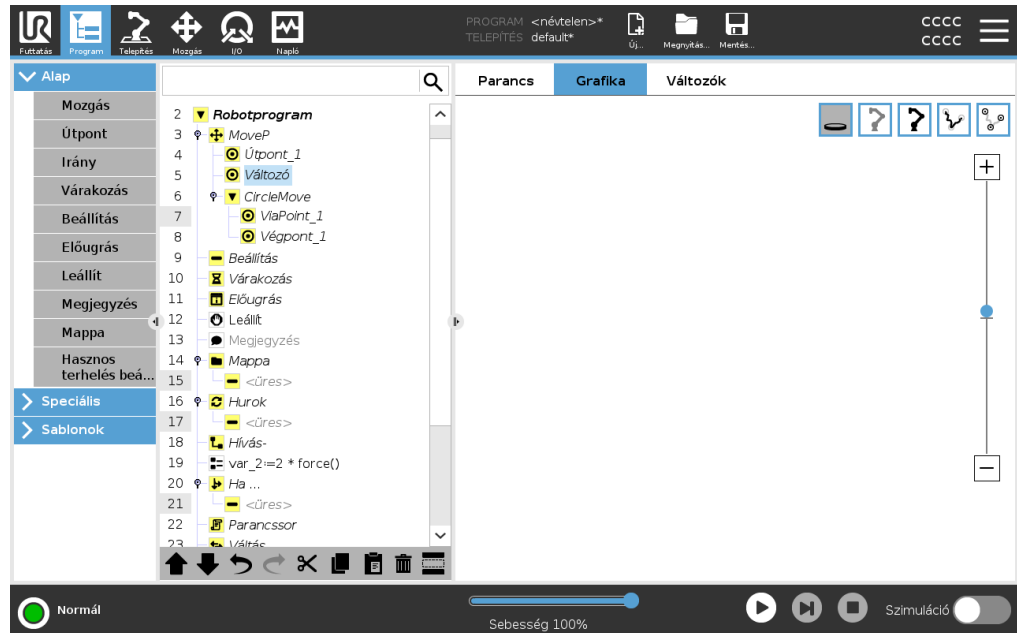 PROGRAM <névtelen>*
TELEPÍTÉS default*
cccc
cccc
Futtatás
Program
Telepítés
Mozgás
I/O
Napló
Új...
Megnyitás...
Mentés...
Alap
Mozgás
Útpont
Irány
Várakozás
Beállítás
Előugrás
Leállít
Megjegyzés
Mappa
Hasznos
terhelés beá...
Speciális
Sablonok
2 Robotprogram
3 MoveP
4 Útpont_1
5 Változó
6 CircleMove
7 ViaPoint_1
8 Végpont_1
9 Beállítás
10 Várakozás
11 Előugrás
12 Leállít
13 Megjegyzés
14 Mappa
15 <üres>
16 Hurok
17 <üres>
18 Hívás-
19 var_2:=2 * force()
20 Ha ...
21 <üres>
22 Parancssor
23 Váltás
Parancs
Grafika
Változók
Normál
Sebesség 100%
Szimuláció